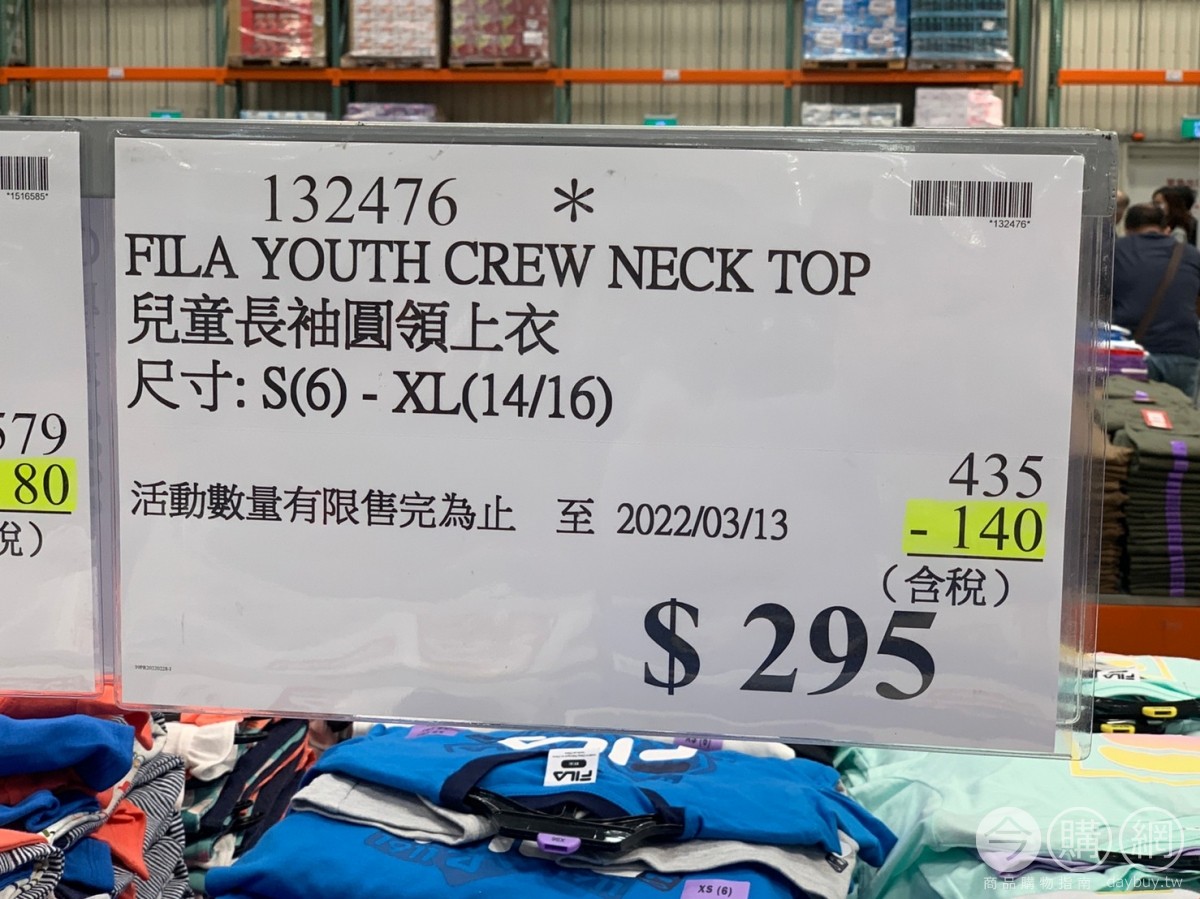 *1516585*
579
80
稅）
132476 *
*132476*
FILA YOUTH CREW NECK TOP
兒童長袖圓領上衣
尺寸: S(6) - XL(14/16)
435
活動數量有限售完為止 至 2022/03/13
- 140
（含稅）
$ 295
FILA
FILA
FILA
XS (6)
今購網
商品購物指南 daybuy.tw